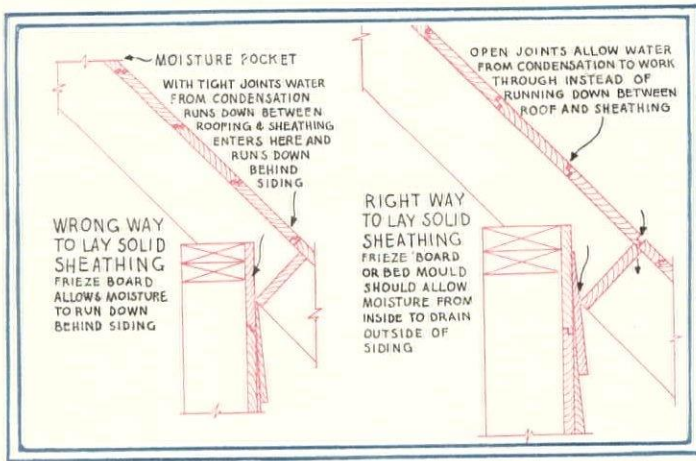 MOISTURE POCKET
WITH TIGHT JOINTS WATER
FROM CONDENSATION
RUNS DOWN BETWEEN
ROOFING & SHEATHING
ENTERS HERE AND
RUNS DOWN
BEHIND
SIDING
WRONG WAY
TO LAY SOLID
SHEATHING
FRIEZE BOARD
ALLOWS MOISTURE
TO RUN DOWN
BEHIND SIDING
OPEN JOINTS ALLOW WATER
FROM CONDENSATION TO WORK
THROUGH INSTEAD OF
RUNNING DOWN BETWEEN
ROOF AND SHEATHING
RIGHT WAY
TO LAY SOLID
SHEATHING
FRIEZE BOARD
OR BED MOULD
SHOULD ALLOW
MOISTURE FROM
INSIDE TO DRAIN
OUTSIDE OF
SIDING